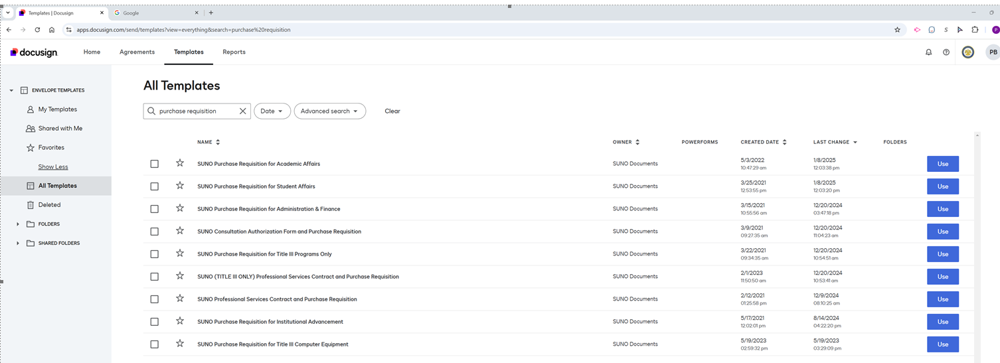 Templates | Docusign
Google
apps.docusign.com/send/templates?view=everything&search=purchase%20requisition
P
docusign
Home
Agreements
Templates
Reports
PB
ENVELOPE TEMPLATES
My Templates
Shared with Me
Favorites
Show Less
All Templates
Deleted
FOLDERS
SHARED FOLDERS
All Templates
purchase requisition
Date
Advanced search
Clear
NAME OWNER POWERFORMS CREATED DATE LAST CHANGE FOLDERS
SUNO Purchase Requisition for Academic Affairs SUNO Documents 5/3/2022 1/8/2025 Use
10:47:29 am 12:03:38 pm
SUNO Purchase Requisition for Student Affairs SUNO Documents 3/25/2021 1/8/2025 Use
12:53:55 pm 12:03:20 pm
SUNO Purchase Requisition for Administration & Finance SUNO Documents 3/15/2021 12/20/2024 Use
10:55:56 am 03:47:18 pm
SUNO Consultation Authorization Form and Purchase Requisition SUNO Documents 3/9/2021 12/20/2024 Use
09:27:35 am 11:04:23 am
SUNO Purchase Requisition for Title III Programs Only SUNO Documents 3/22/2021 12/20/2024 Use
09:34:35 am 10:54:51 am
SUNO (TITLE III ONLY) Professional Services Contract and Purchase Requisition SUNO Documents 2/1/2023 12/20/2024 Use
11:50:50 am 10:53:41 am
SUNO Professional Services Contract and Purchase Requisition SUNO Documents 2/12/2021 12/9/2024 Use
01:25:58 pm 08:10:25 am
SUNO Purchase Requisition for Institutional Advancement SUNO Documents 5/17/2021 8/14/2024 Use
12:02:01 pm 04:22:20 pm
SUNO Purchase Requisition for Title III Computer Equipment SUNO Documents 5/19/2023 5/19/2023 Use
02:59:32 pm 03:29:09 pm